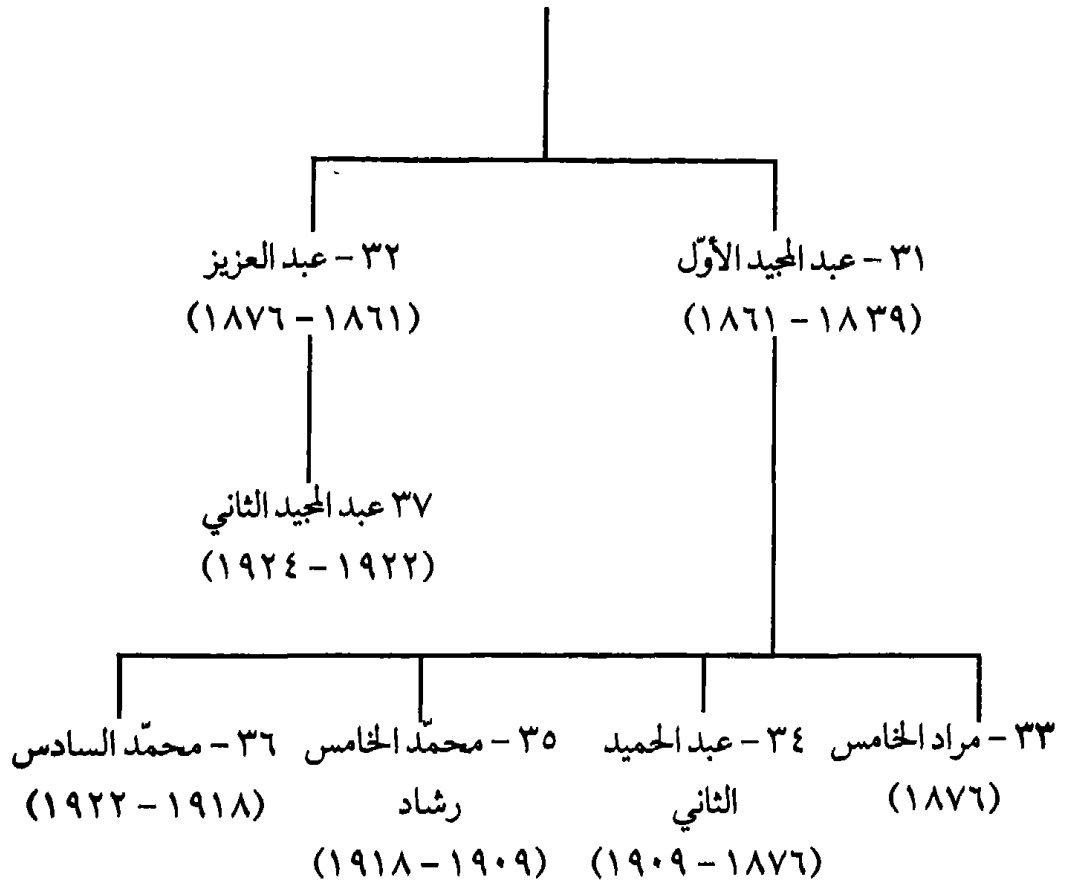 ٣١ - عبد المجيد الأوّل
(١٨٣٩ - ١٨٦١)
٣٢ - عبد العزيز
(١٨٦١ - ١٨٧٦)
٣٧ عبد المجيد الثاني
(١٩٢٢ - ١٩٢٤)
٣٣ - مراد الخامس
(١٨٧٦)
٣٤ - عبد الحميد
الثاني
(١٨٧٦ - ١٩٠٩)
٣٥ - محمّد الخامس
رشاد
(١٩٠٩ - ١٩١٨)
٣٦ - محمّد السادس
(١٩١٨ - ١٩٢٢)